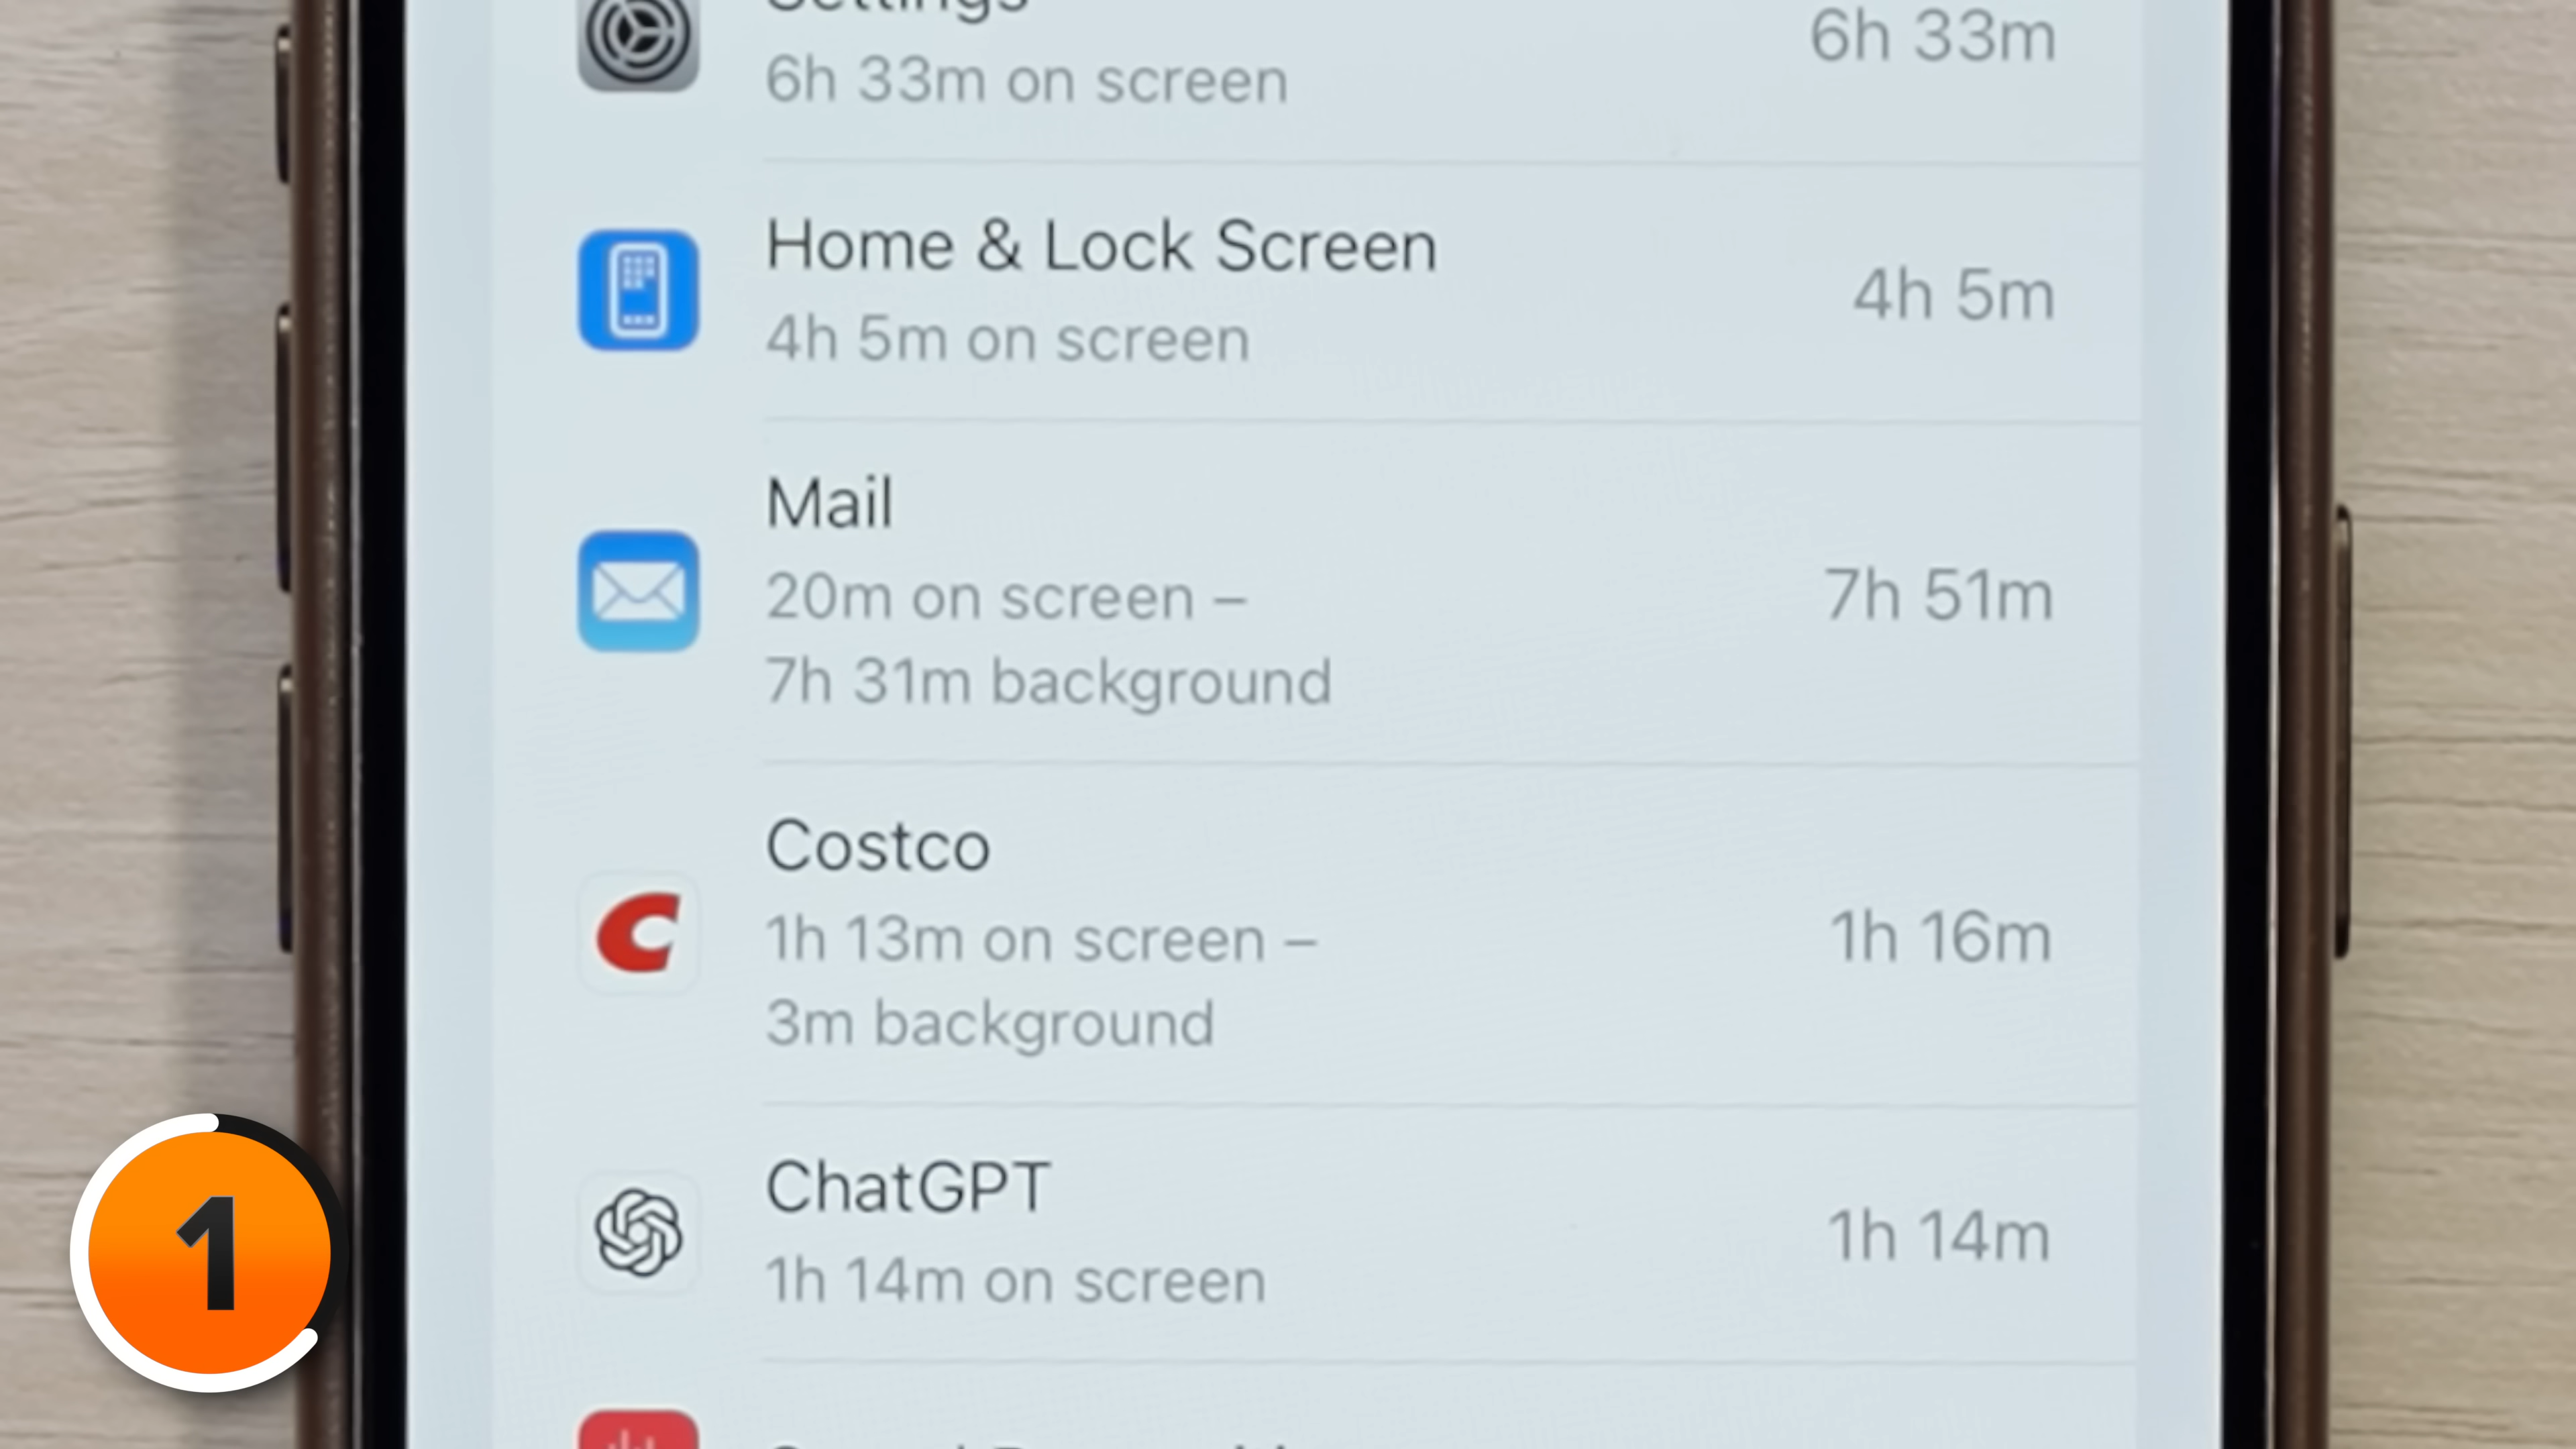 Settings
6h 33m
6h 33m on screen
Home & Lock Screen
4h 5m
4h 5m on screen
Mail
20m on screen –
7h 51m
7h 31m background
Costco
1h 13m on screen –
1h 16m
3m background
ChatGPT
1h 14m
1h 14m on screen
1